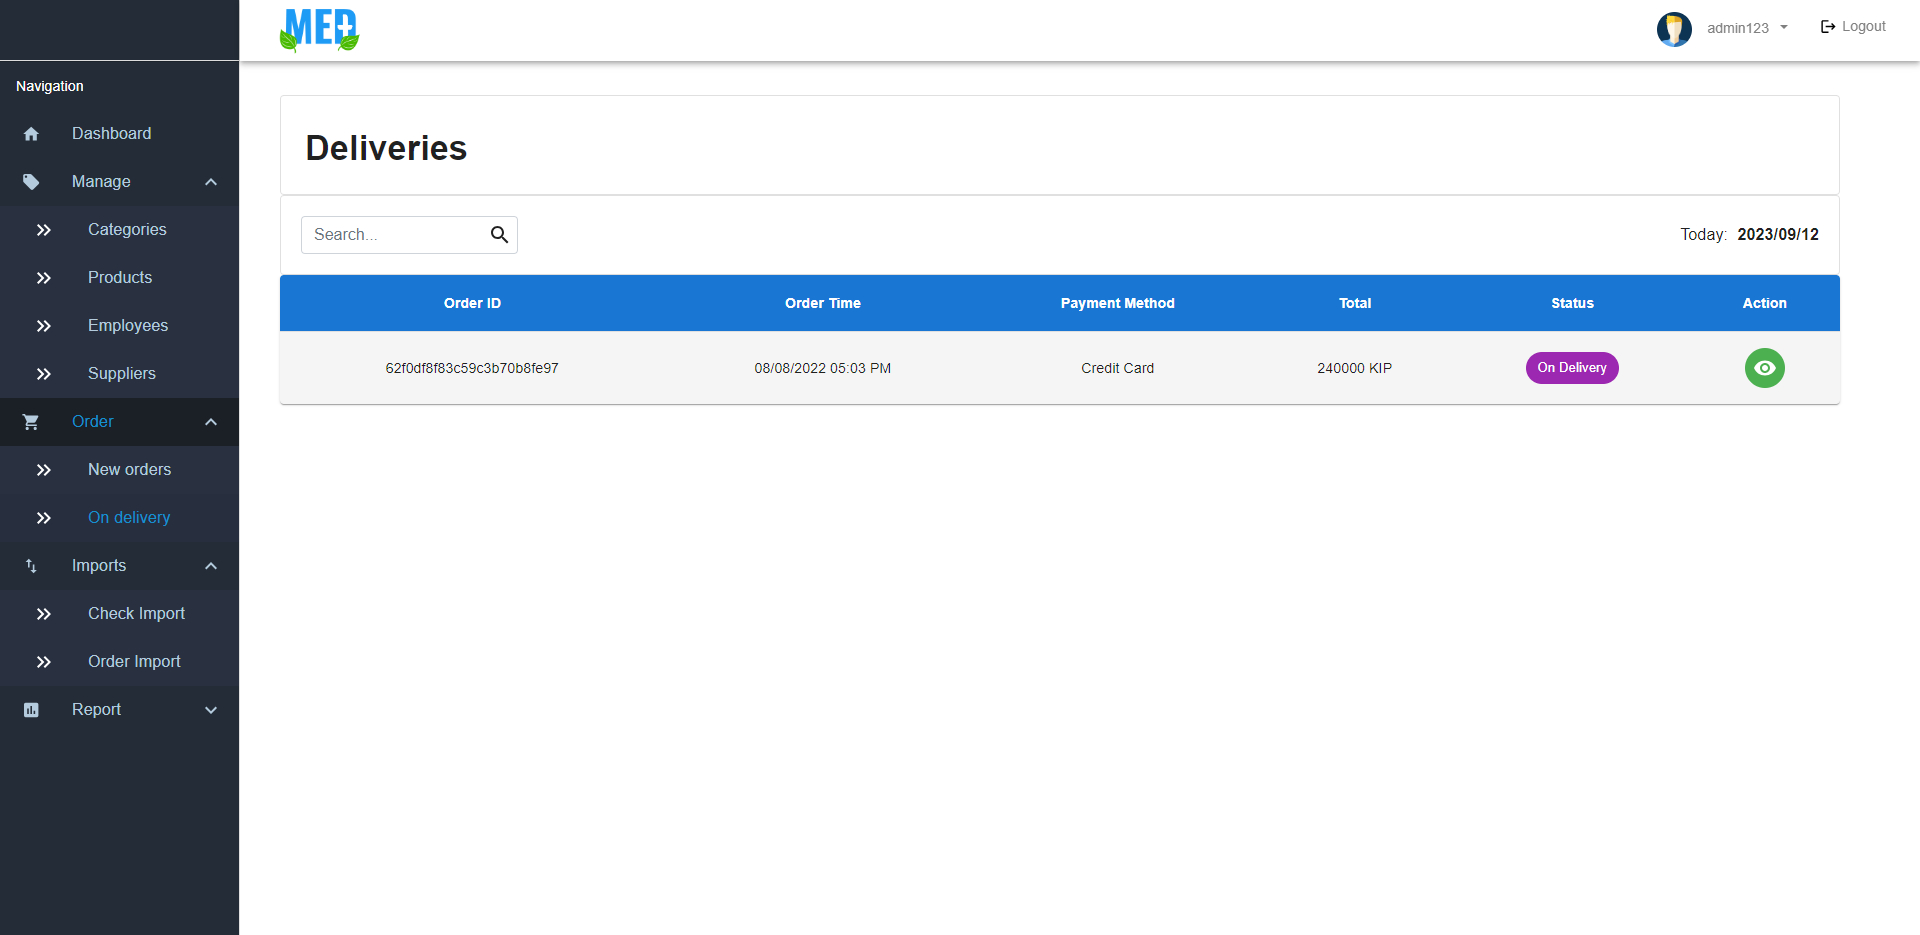 MED
admin123
Logout
Navigation
Dashboard
Manage
Categories
Products
Employees
Suppliers
Order
New orders
On delivery
Imports
Check Import
Order Import
Report
Deliveries
Search...
Today: 2023/09/12
Order ID Order Time Payment Method Total Status Action
62f0df8f83c59c3b70b8fe97 08/08/2022 05:03 PM Credit Card 240000 KIP On Delivery